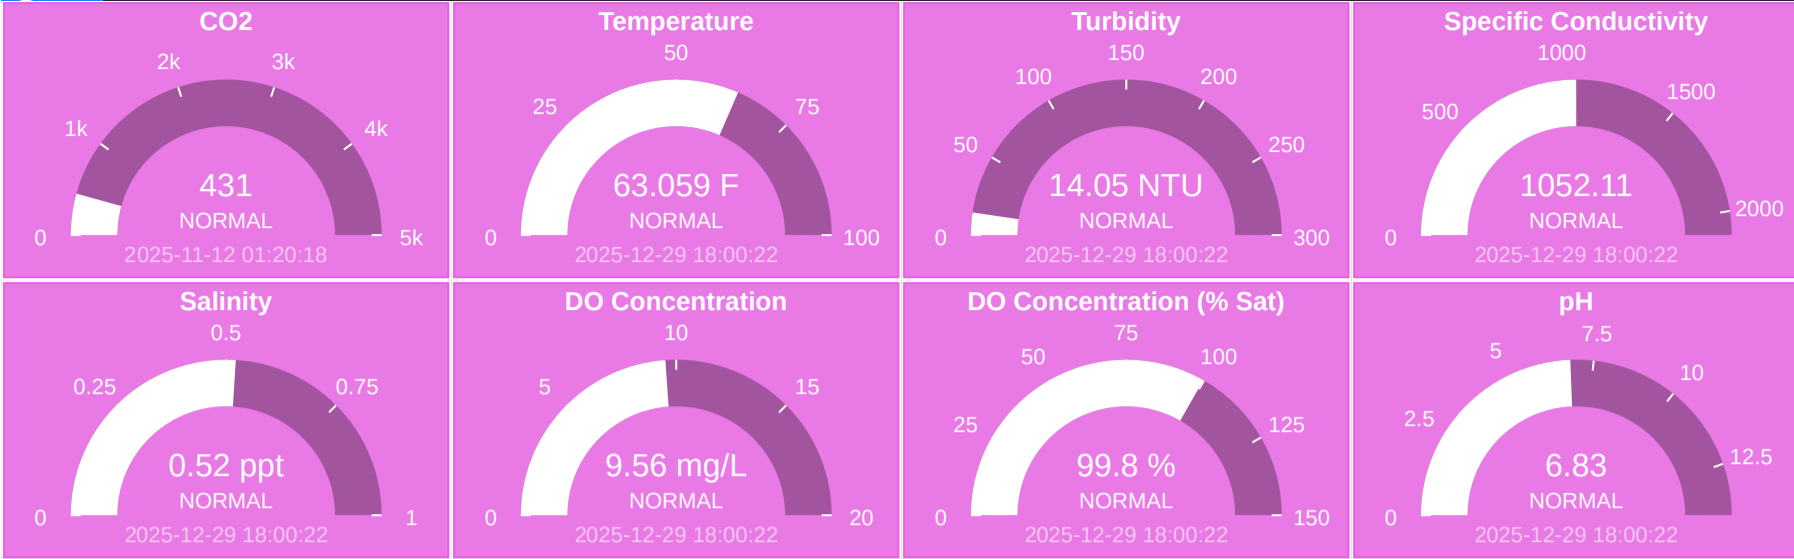 CO2
2k 3k
1k 4k
431
NORMAL
0 5k
2025-11-12 01:20:18
Temperature
50
25 75
63.059 F
NORMAL
0 100
2025-12-29 18:00:22
Turbidity
150
100 200
50 250
14.05 NTU
NORMAL
0 300
2025-12-29 18:00:22
Specific Conductivity
1000
500 1500
1052.11
2000
NORMAL
0
2025-12-29 18:00:22
Salinity
0.5
0.25 0.75
0.52 ppt
NORMAL
0 1
2025-12-29 18:00:22
DO Concentration
10
5 15
9.56 mg/L
NORMAL
0 20
2025-12-29 18:00:22
DO Concentration (% Sat)
75
50 100
25 125
99.8 %
NORMAL
0 150
2025-12-29 18:00:22
pH
7.5
5
10
2.5
12.5
6.83
NORMAL
0
2025-12-29 18:00:22